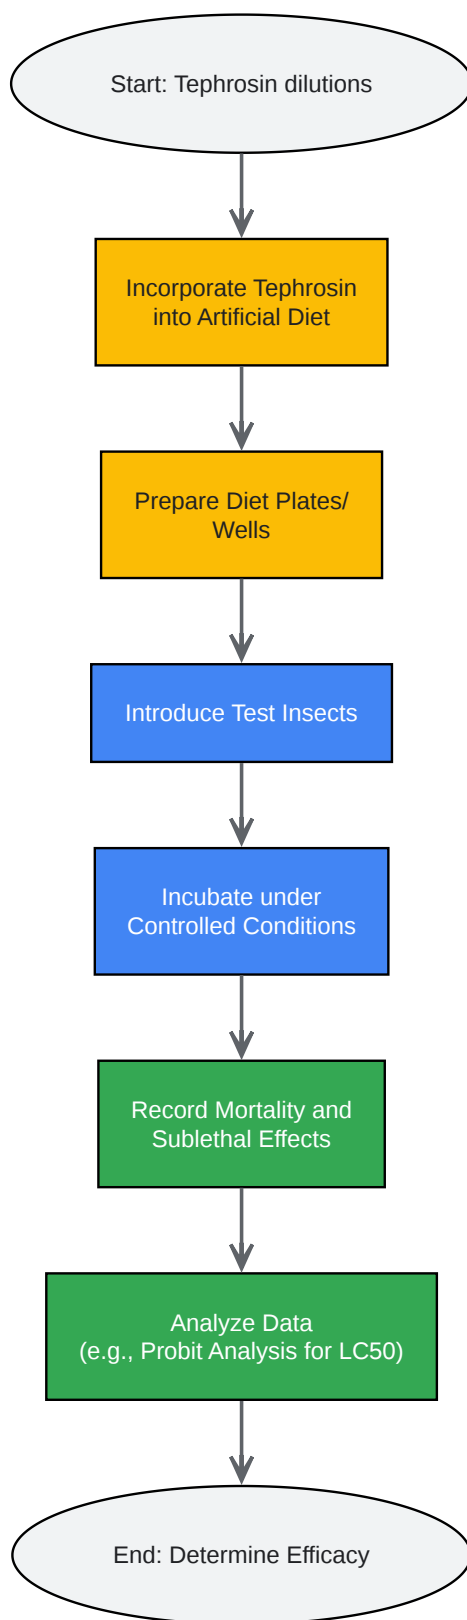 Start: Tephrosin dilutions
Incorporate Tephrosin
into Artificial Diet
Prepare Diet Plates/
Wells
Introduce Test Insects
Incubate under
Controlled Conditions
Record Mortality and
Sublethal Effects
Analyze Data
(e.g., Probit Analysis for LC50)
End: Determine Efficacy